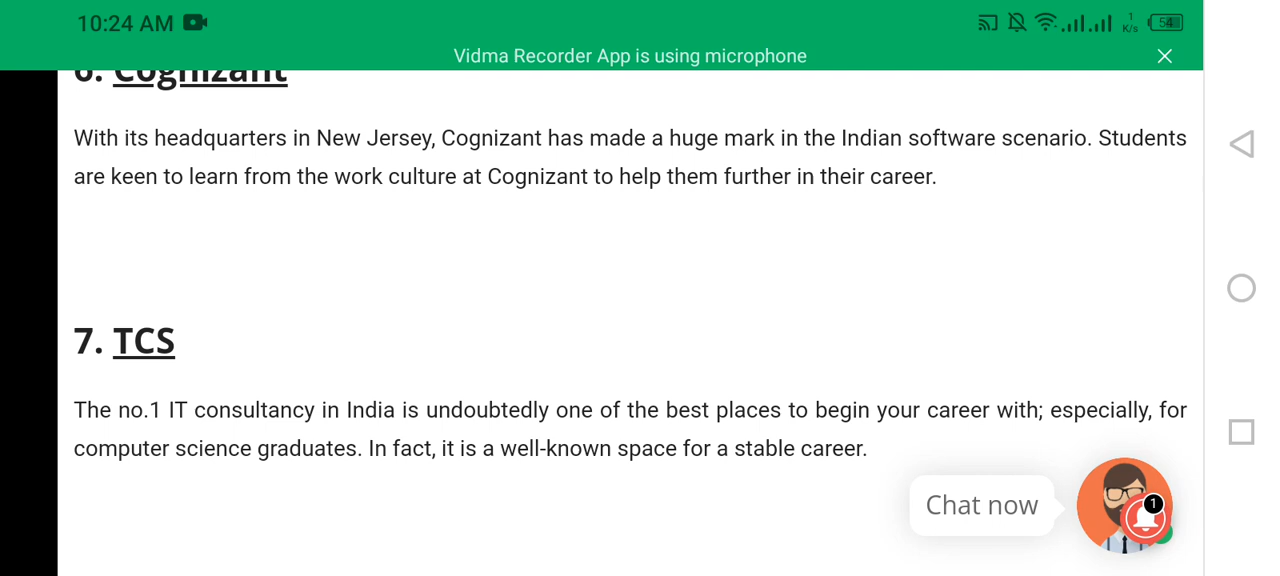 10:24 AM
1
K/s
54
Vidma Recorder App is using microphone
6. Cognizant
With its headquarters in New Jersey, Cognizant has made a huge mark in the Indian software scenario. Students
are keen to learn from the work culture at Cognizant to help them further in their career.
7. TCS
The no.1 IT consultancy in India is undoubtedly one of the best places to begin your career with; especially, for
computer science graduates. In fact, it is a well-known space for a stable career.
Chat now
1